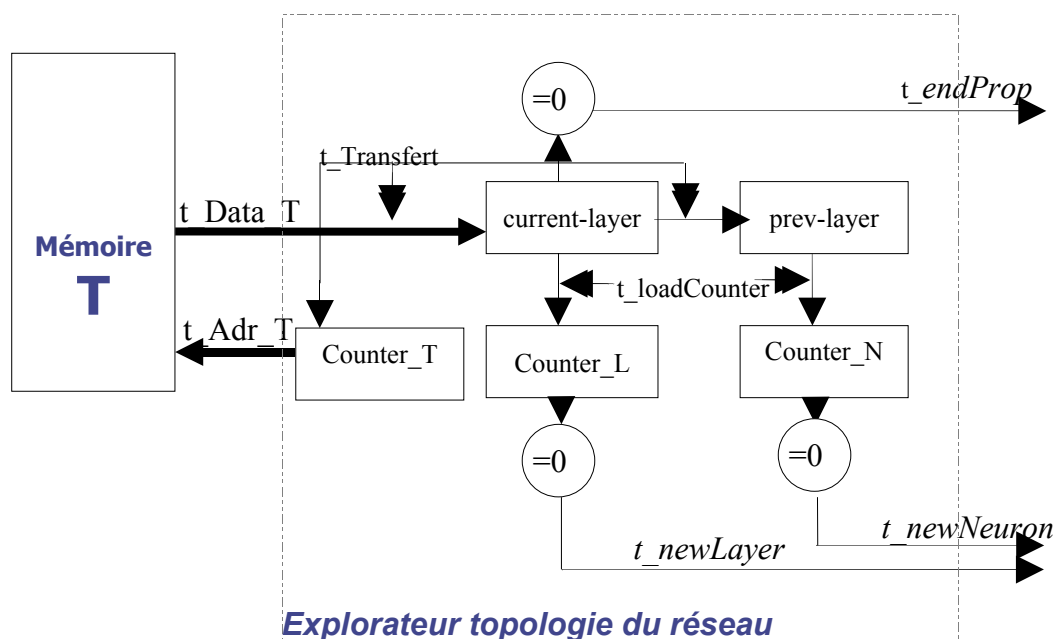 =0
t_endProp
t_Transfert
t_Data_T
current-layer
prev-layer
Mémoire
T
t_loadCounter
t_Adr_T
Counter_T
Counter_L
Counter_N
=0
=0
t_newNeuron
t_newLayer
Explorateur topologie du réseau